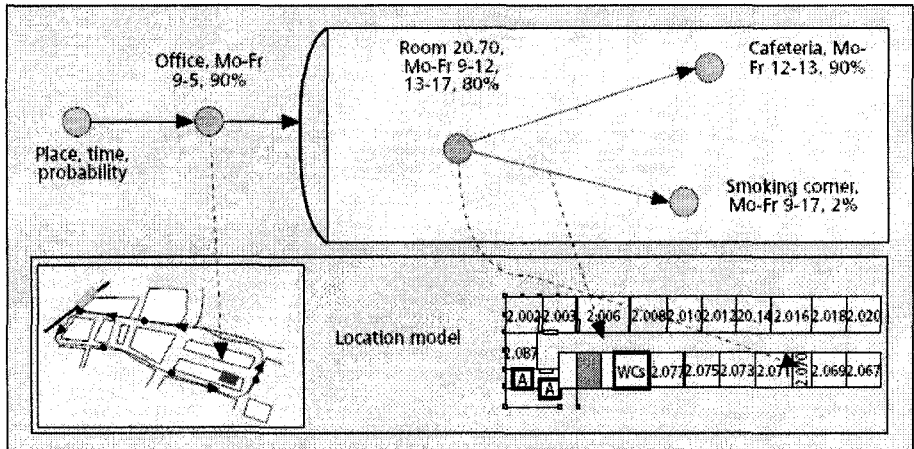 Office, Mo-Fr
9-5, 90%
Place, time,
probability
Room 20.70,
Mo-Fr 9-12,
13-17, 80%
Cafeteria, Mo-
Fr 12-13, 90%
Smoking corner,
Mo-Fr 9-17, 2%
Location model
2.002 2.003 2.006 2.008 2.010 2.012 20.14 2.016 2.018 2.020
2.087
WCs 2.077 2.075 2.073 2.071 2.070 2.069 2.067
A
A